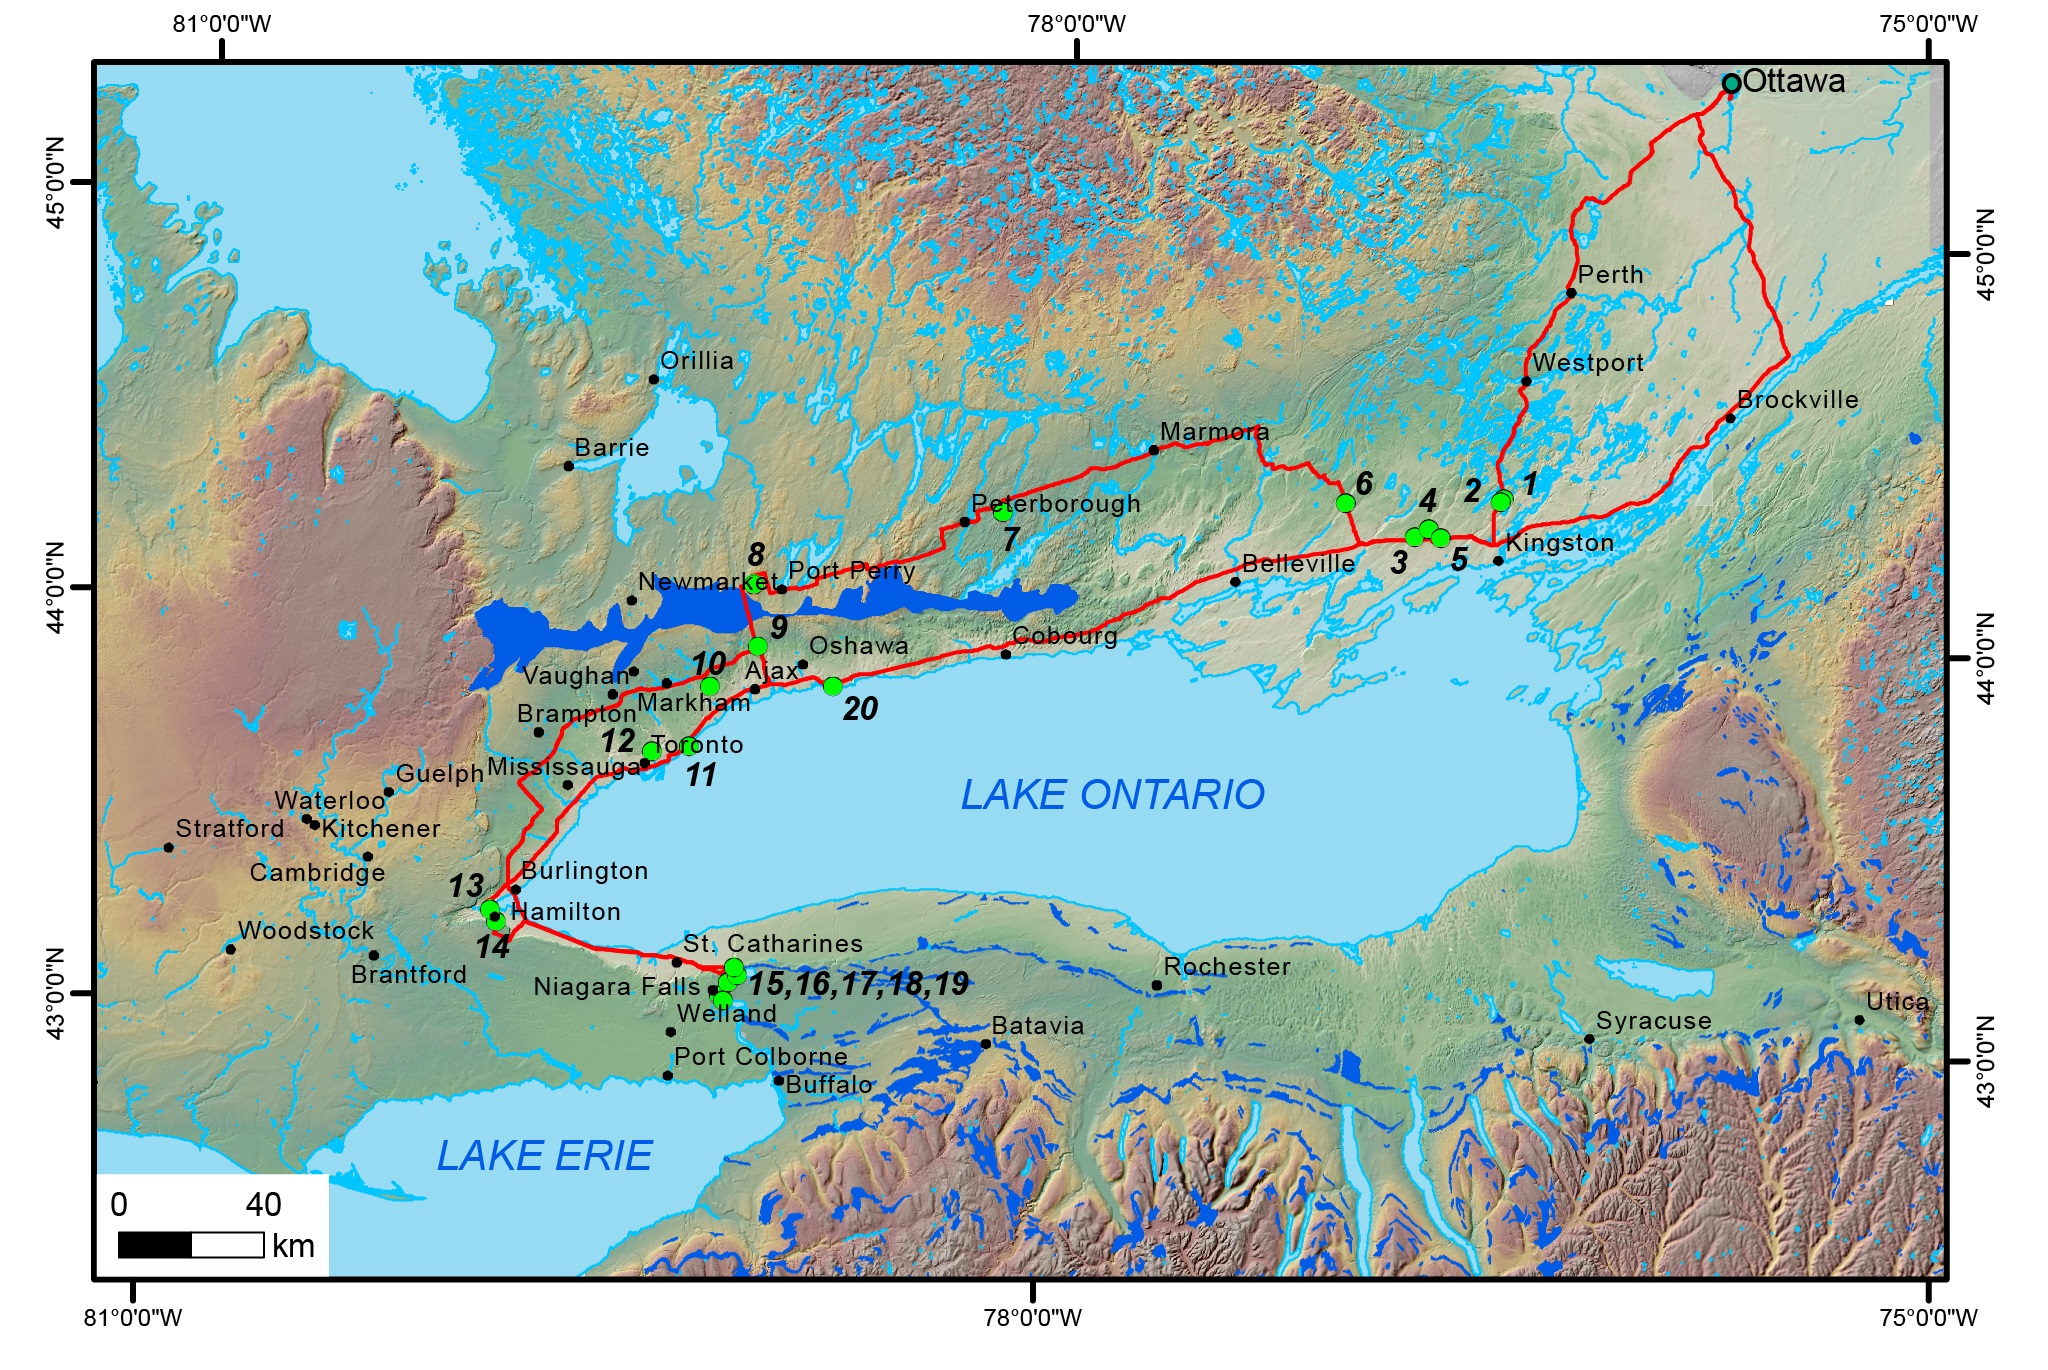 81°0'0"W
78°0'0"W
75°0'0"W
Ottawa
45°0'0"N
45°0'0"N
Perth
Orillia
Westport
Brockville
Barrie
Marmora
6
2
1
4
Peterborough
7
3
5
Kingston
8
Newmarket
Port Perry
Belleville
44°0'0"N
44°0'0"N
9
Oshawa
Cobourg
10
Vaughan
Ajax
Markham
20
Brampton
12
Toronto
Mississauga
11
Guelph
LAKE ONTARIO
Waterloo
Stratford
Kitchener
Cambridge
Burlington
13
Hamilton
14
Woodstock
Brantford
St. Catharines
Niagara Falls
15,16,17,18,19
Rochester
Welland
Batavia
Syracuse
Utica
43°0'0"N
43°0'0"N
Port Colborne
Buffalo
LAKE ERIE
0 40
km
81°0'0"W
78°0'0"W
75°0'0"W